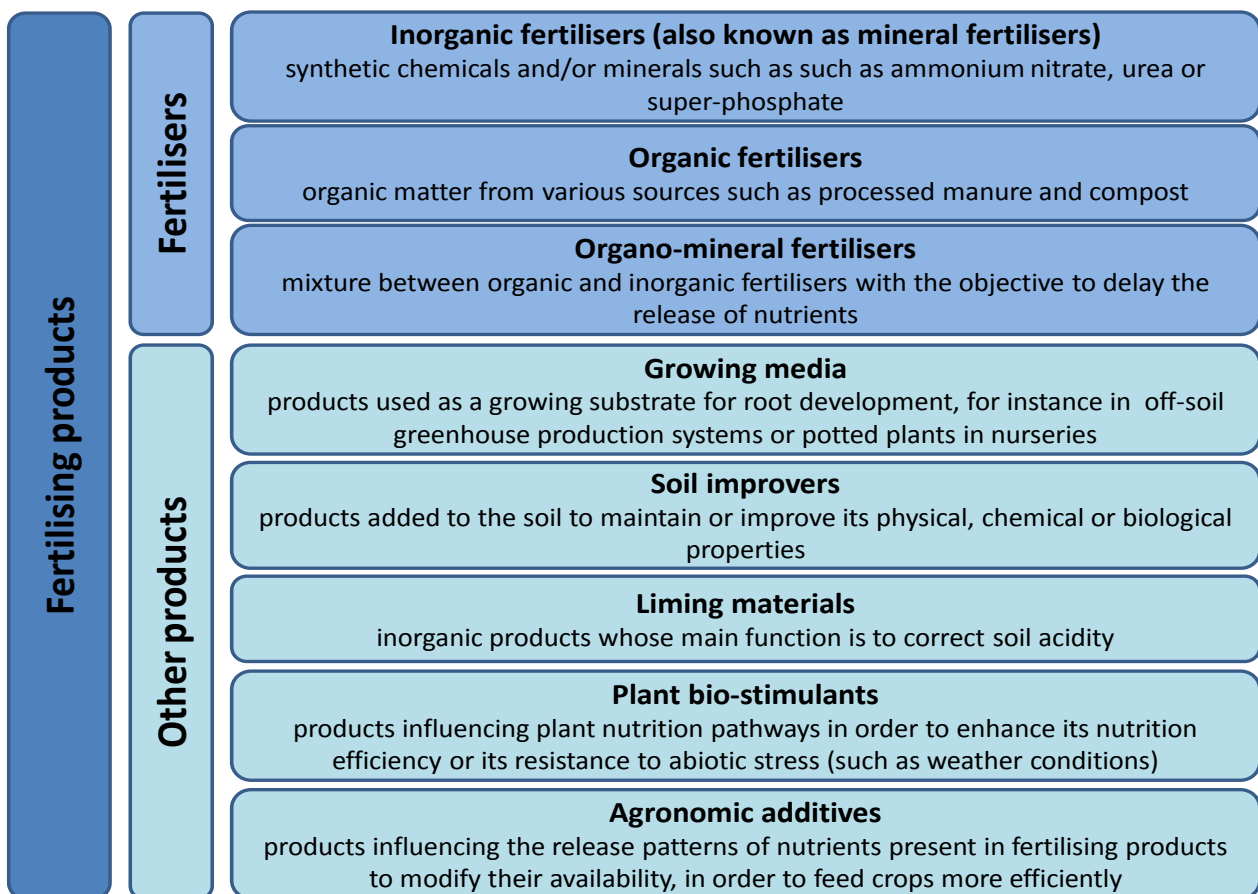 Fertilising products
Fertilisers
Inorganic fertilisers (also known as mineral fertilisers)
synthetic chemicals and/or minerals such as such as ammonium nitrate, urea or
super-phosphate
Organic fertilisers
organic matter from various sources such as processed manure and compost
Organo-mineral fertilisers
mixture between organic and inorganic fertilisers with the objective to delay the
release of nutrients
Other products
Growing media
products used as a growing substrate for root development, for instance in off-soil
greenhouse production systems or potted plants in nurseries
Soil improvers
products added to the soil to maintain or improve its physical, chemical or biological
properties
Liming materials
inorganic products whose main function is to correct soil acidity
Plant bio-stimulants
products influencing plant nutrition pathways in order to enhance its nutrition
efficiency or its resistance to abiotic stress (such as weather conditions)
Agronomic additives
products influencing the release patterns of nutrients present in fertilising products
to modify their availability, in order to feed crops more efficiently